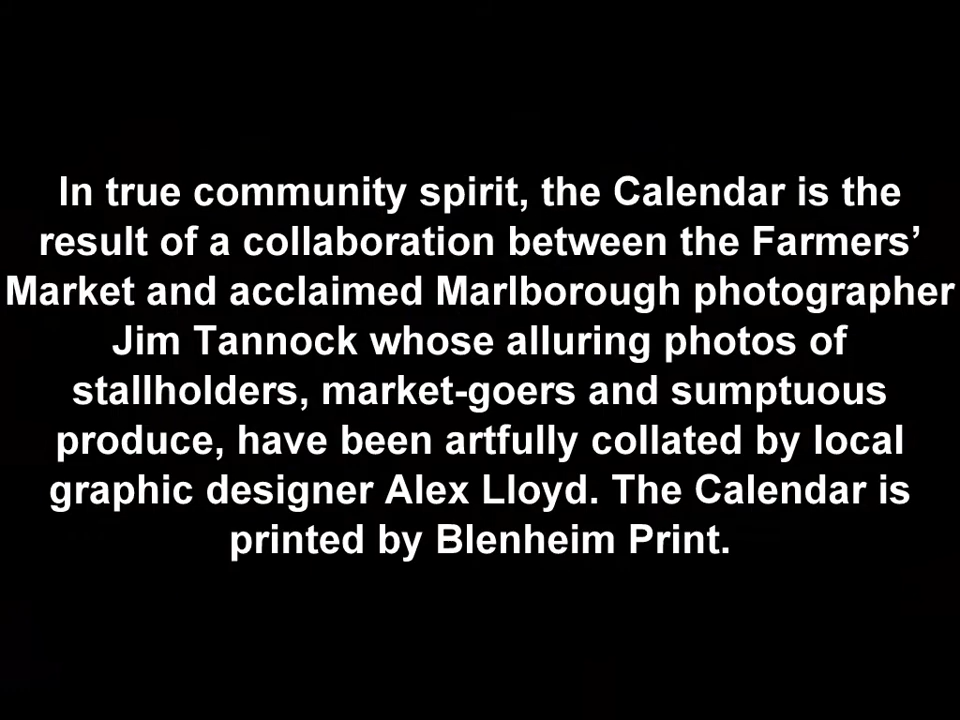 In true community spirit, the Calendar is the
result of a collaboration between the Farmers’
Market and acclaimed Marlborough photographer
Jim Tannock whose alluring photos of
stallholders, market-goers and sumptuous
produce, have been artfully collated by local
graphic designer Alex Lloyd. The Calendar is
printed by Blenheim Print.